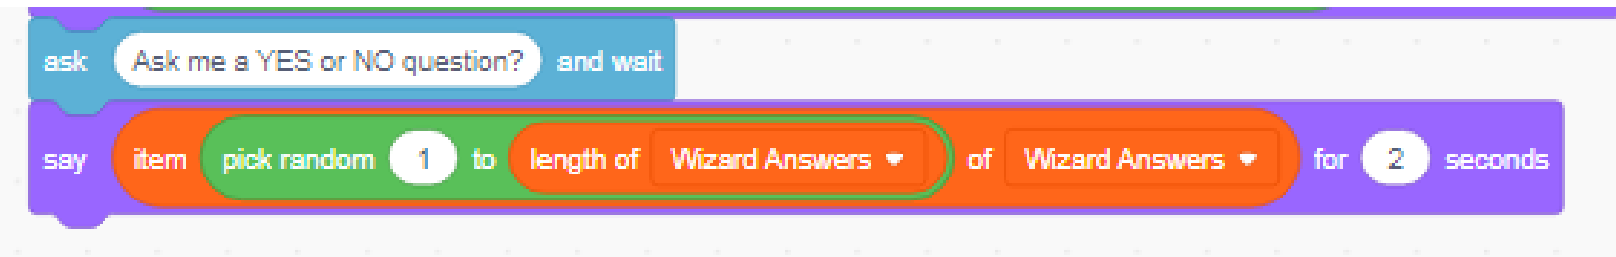 ask Ask me a YES or NO question? and wait
say item pick random 1 to length of Wizard Answers of Wizard Answers for 2 seconds